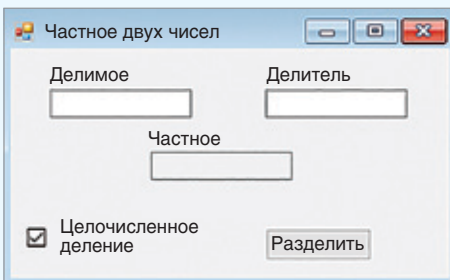 Частное двух чисел
Делимое
Делитель
Частное
Целочисленное
деление
Разделить